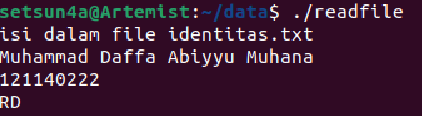 setsun4a@Artemist:~/data$ ./readfile
isi dalam file identitas.txt
Muhammad Daffa Abiyyu Muhana
121140222
RD